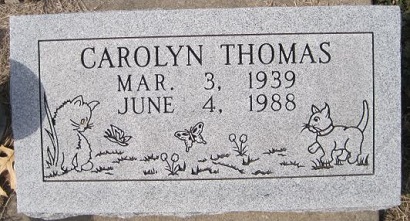 CAROLYN THOMAS
MAR. 3, 1939
JUNE 4, 1988